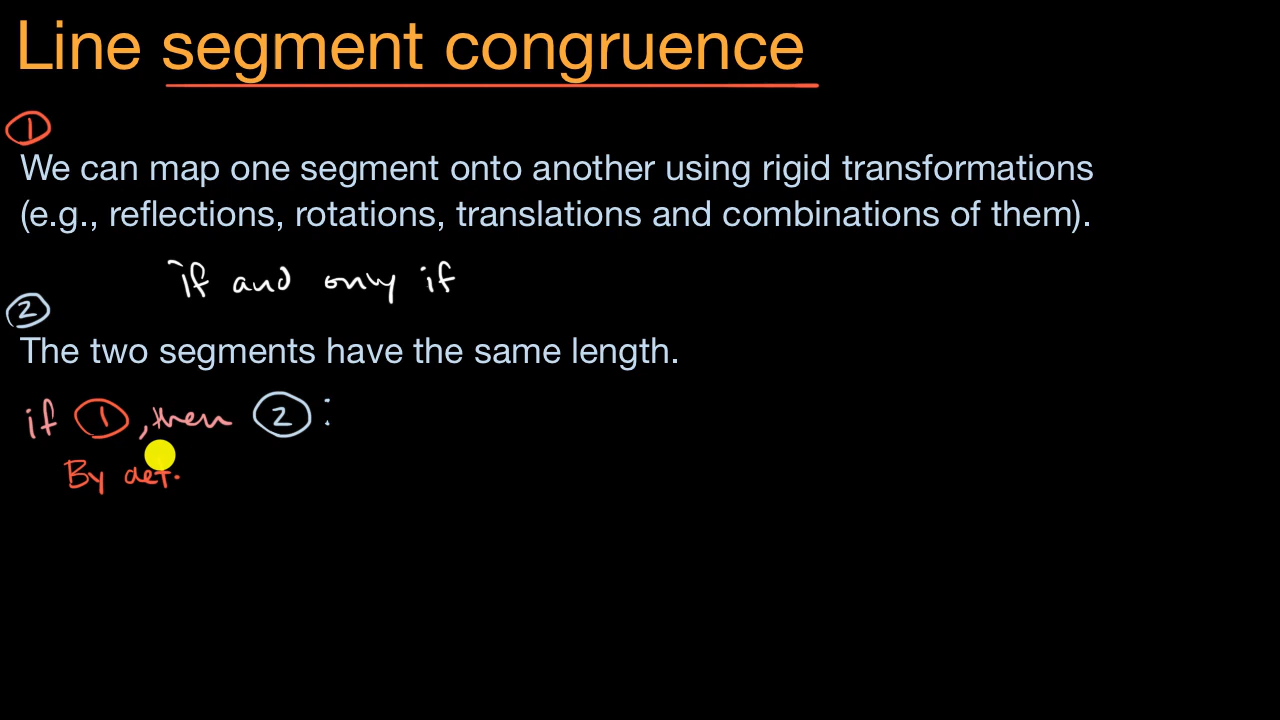 Line segment congruence
1
We can map one segment onto another using rigid transformations
(e.g., reflections, rotations, translations and combinations of them).
if and only if
2
The two segments have the same length.
if 1, then 2:
By def.